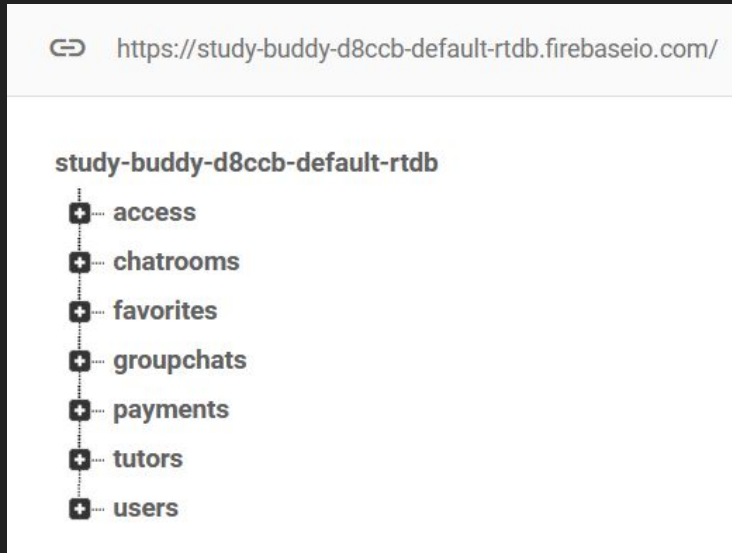 https://study-buddy-d8ccb-default-rtdb.firebaseio.com/
study-buddy-d8ccb-default-rtdb
access
chatrooms
favorites
groupchats
payments
tutors
users